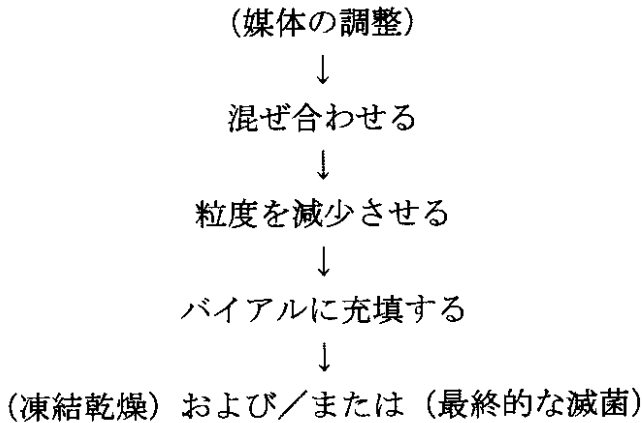 (媒体の調整)
↓
混ぜ合わせる
↓
粒度を減少させる
↓
バイアルに充填する
↓
(凍結乾燥) および/または (最終的な滅菌)